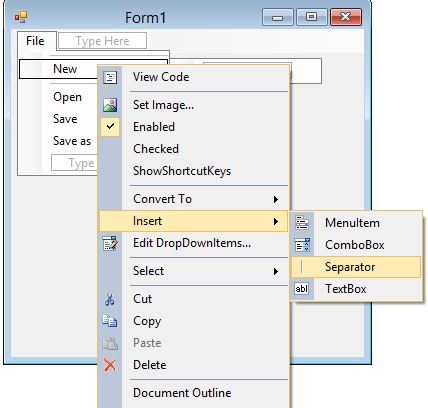 Form1
File
Type Here
New
View Code
Open
Set Image...
Save
Enabled
Save as
Checked
Type
ShowShortcutKeys
Convert To
Insert
MenuItem
Edit DropDownItems...
ComboBox
Select
Separator
TextBox
abl
Cut
Copy
Paste
Delete
Document Outline